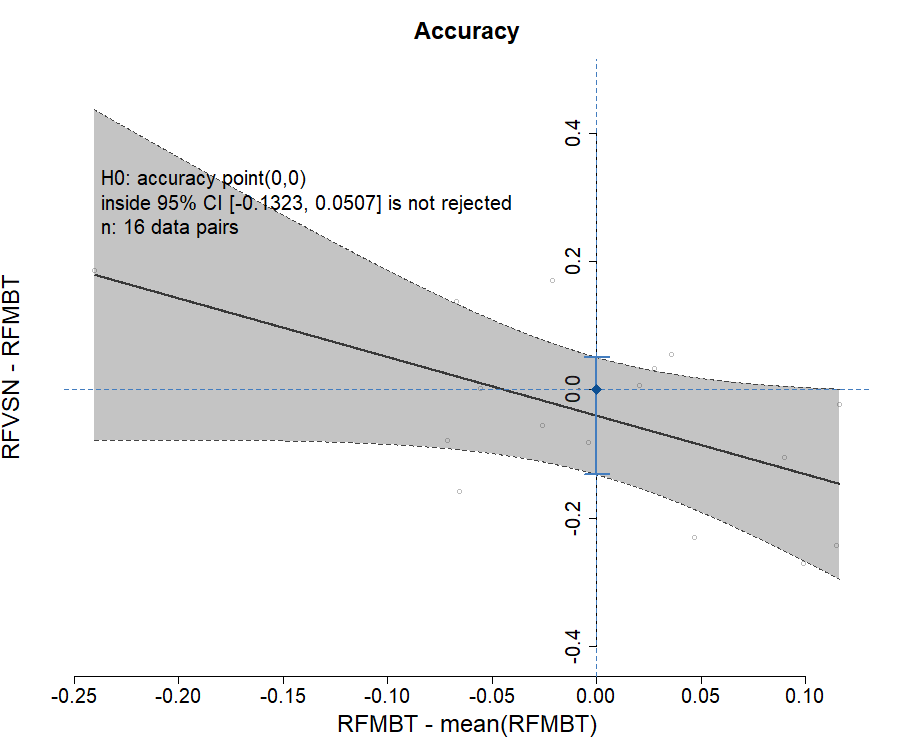 Accuracy
H0: accuracy point(0,0)
inside 95% CI [-0.1323, 0.0507] is not rejected
n: 16 data pairs
RFVSN - RFMBT
0.4
0.2
0.0
-0.2
-0.4
-0.25 -0.20 -0.15 -0.10 -0.05 0.00 0.05 0.10
RFMBT - mean(RFMBT)